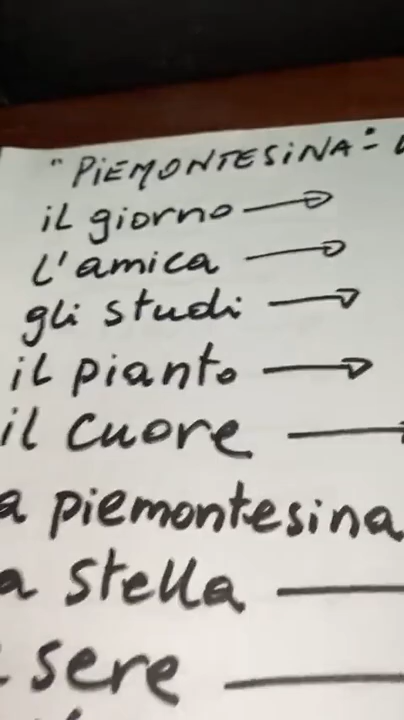 "PiEMONTESiNA":
il giorno →
l'amica →
gli studi →
il pianto →
il cuore
a piemontesina
a stella
sere